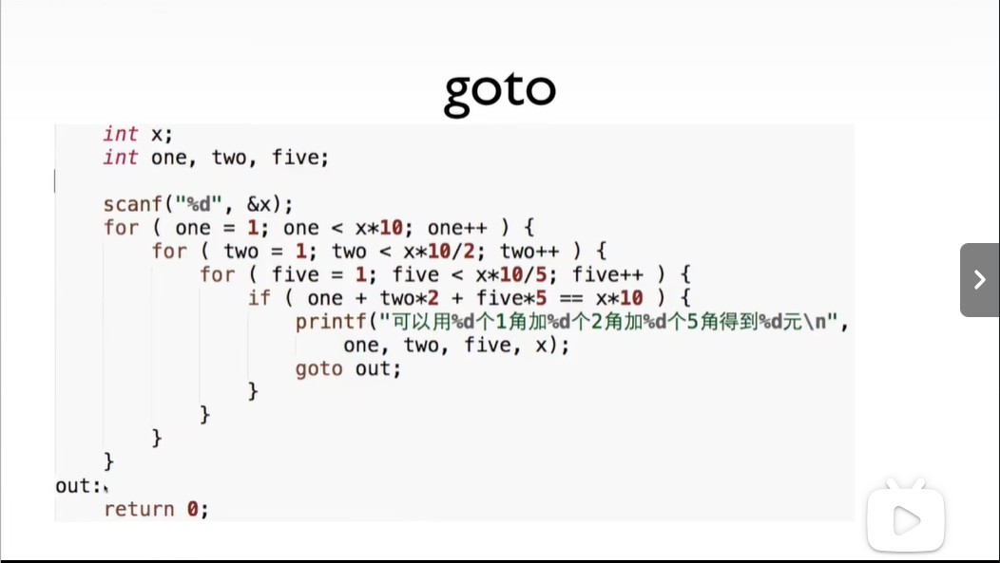 goto
int x;
int one, two, five;
scanf("%d", &x);
for ( one = 1; one < x*10; one++ ) {
for ( two = 1; two < x*10/2; two++ ) {
for ( five = 1; five < x*10/5; five++ ) {
if ( one + two*2 + five*5 == x*10 ) {
printf("可以用%d个1角加%d个2角加%d个5角得到%d元\n",
one, two, five, x);
goto out;
}
}
}
}
out:
return 0;